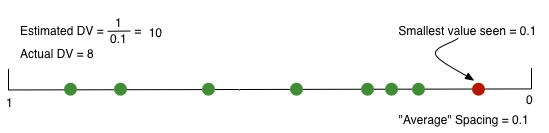 Estimated DV = 1/0.1 = 10
Smallest value seen = 0.1
Actual DV = 8
1
0
"Average" Spacing = 0.1